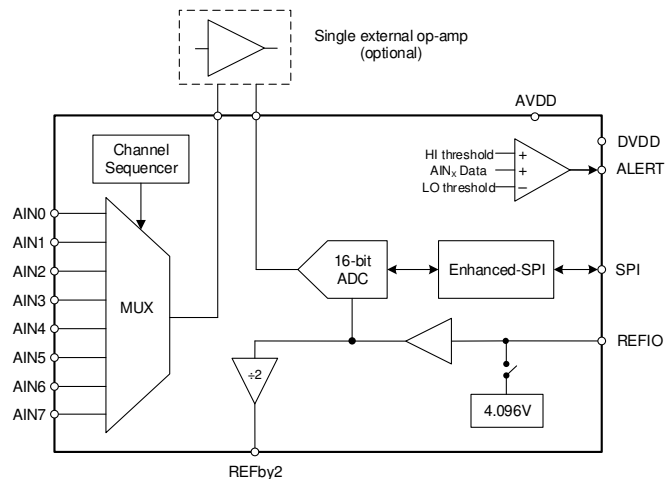 Single external op-amp
(optional)
AVDD
DVDD
Channel
Sequencer
HI threshold
+
AINX Data
+
LO threshold
−
ALERT
AIN0
AIN1
AIN2
AIN3
AIN4
AIN5
AIN6
AIN7
MUX
16-bit
ADC
Enhanced-SPI
SPI
REFIO
÷2
4.096V
REFby2